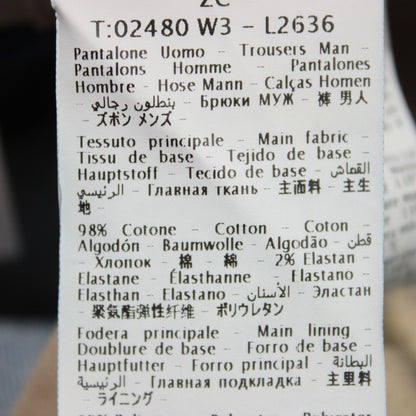 2C
T:02480 W3 - L2636
Pantalone Uomo - Trousers Man -
Pantalons Homme - Pantalones
Hombre - Hose Mann - Calças Homen
- بنطلون رجالي - Брюки МУЖ - 裤 男人
- ズボン メンズ -
Tessuto principale - Main fabric -
Tissu de base - Tejido de base -
Hauptstoff - Tecido de base - القماش
الرئيسي - Главная ткань - 主面料 - 主生
地 -
98% Cotone - Cotton - Coton -
Algodón - Baumwolle - Algodão - قطن
- Хлопок - 棉 - 綿 - 2% Elastan -
Elastane - Élasthanne - Elastano -
Elasthan - Elastano - الأستان - Эластан
- 聚氨酯弹性纤维 - ポリウレタン
Fodera principale - Main lining -
Doublure de base - Forro de base -
Hauptfutter - Forro principal - البطانة
الرئيسية - Главная подкладка - 主里料
- ライニング -